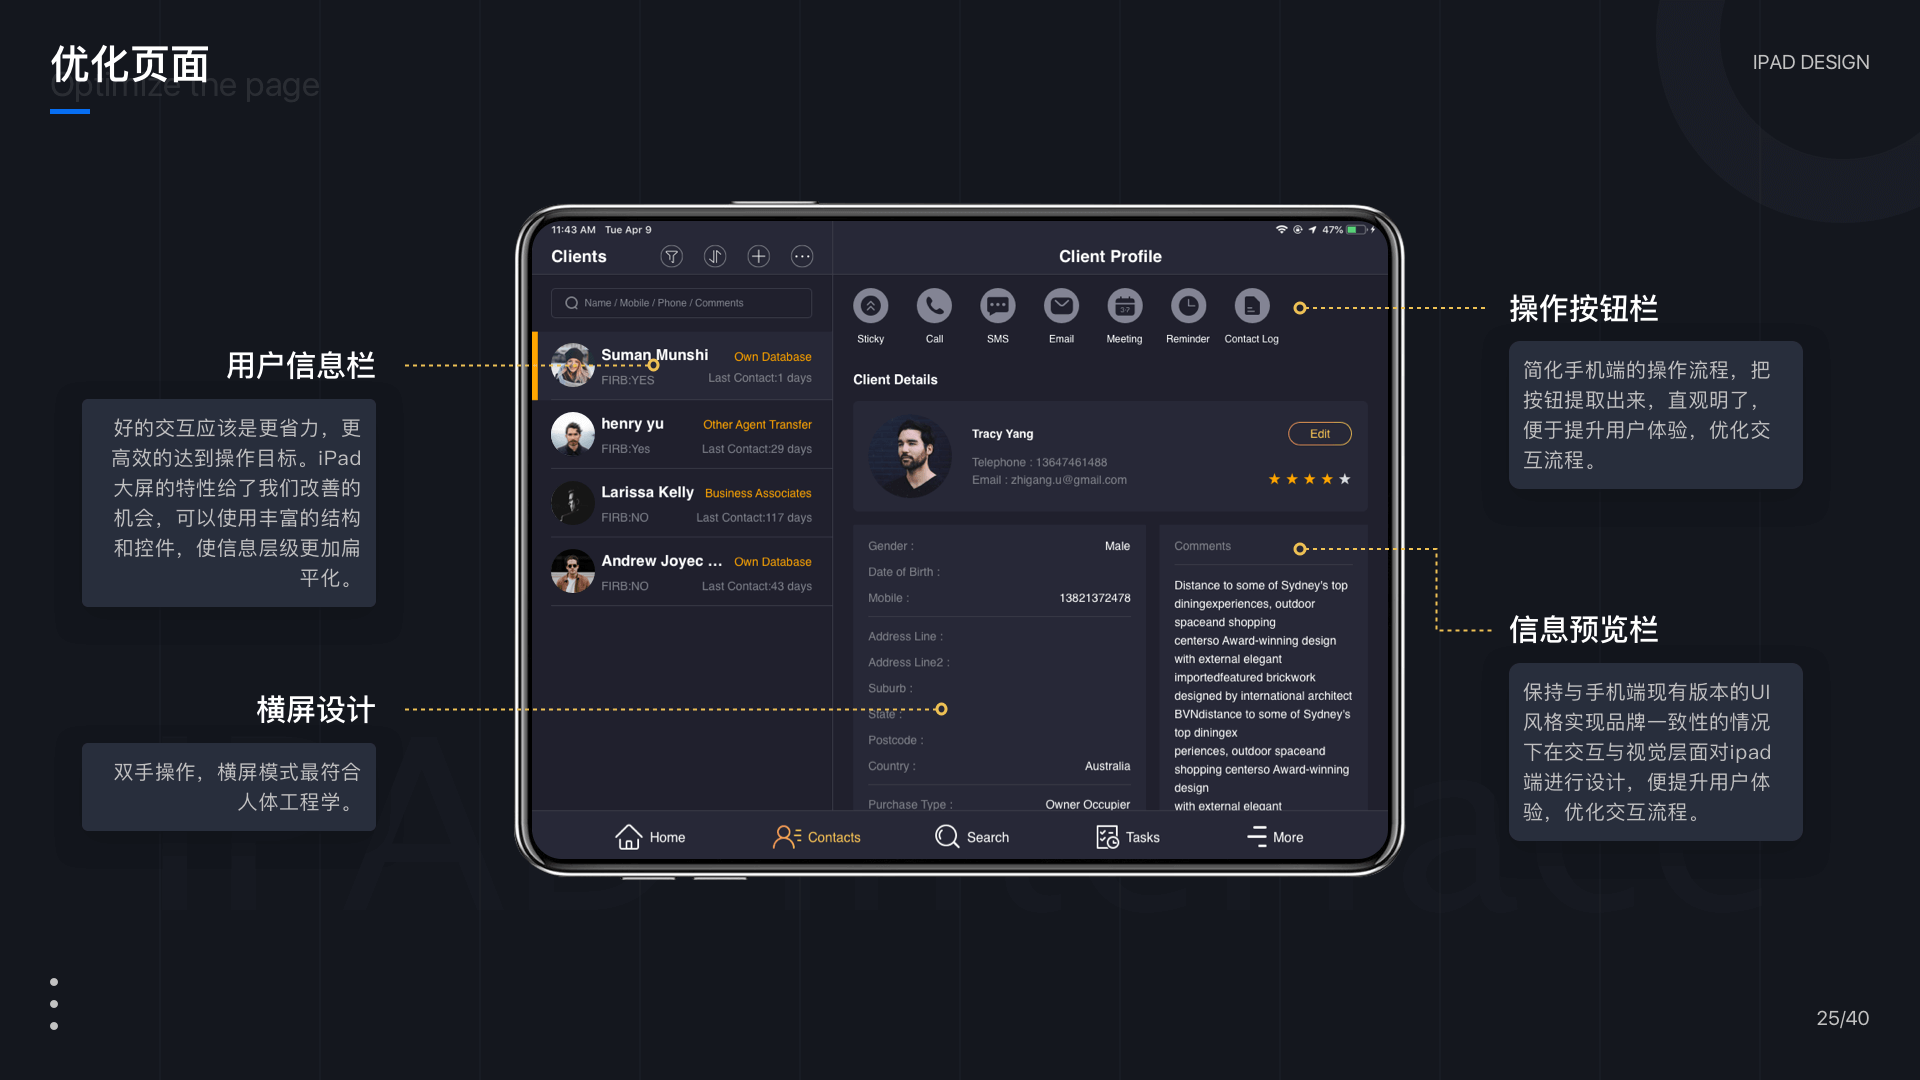 优化页面
Optimize the page
IPAD DESIGN
用户信息栏
好的交互应该是更省力，更
高效的达到操作目标。iPad
大屏的特性给了我们改善的
机会，可以使用丰富的结构
和控件，使信息层级更加扁
平化。
横屏设计
双手操作，横屏模式最符合
人体工程学。
11:43 AM Tue Apr 9
47%
Clients
Name / Mobile / Phone / Comments
Suman Munshi Own Database
FIRB:YES Last Contact:1 days
henry yu Other Agent Transfer
FIRB:Yes Last Contact:29 days
Larissa Kelly Business Associates
FIRB:NO Last Contact:117 days
Andrew Joyec ... Own Database
FIRB:NO Last Contact:43 days
Client Profile
3-7
Sticky Call SMS Email Meeting Reminder Contact Log
Client Details
Tracy Yang Edit
Telephone : 13647461488
Email : zhigang.u@gmail.com
Gender : Male
Date of Birth :
Mobile : 13821372478
Address Line :
Address Line2 :
Suburb :
State :
Postcode :
Country : Australia
Purchase Type : Owner Occupier
Comments
Distance to some of Sydney's top
diningexperiences, outdoor
spaceand shopping
centerso Award-winning design
with external elegant
importedfeatured brickwork
designed by international architect
BVNdistance to some of Sydney's
top diningex
periences, outdoor spaceand
shopping centerso Award-winning
design
with external elegant
Home Contacts Search Tasks More
操作按钮栏
简化手机端的操作流程，把
按钮提取出来，直观明了，
便于提升用户体验，优化交
互流程。
信息预览栏
保持与手机端现有版本的UI
风格实现品牌一致性的情况
下在交互与视觉层面对ipad
端进行设计，便提升用户体
验，优化交互流程。
iPAD Interface
25/40